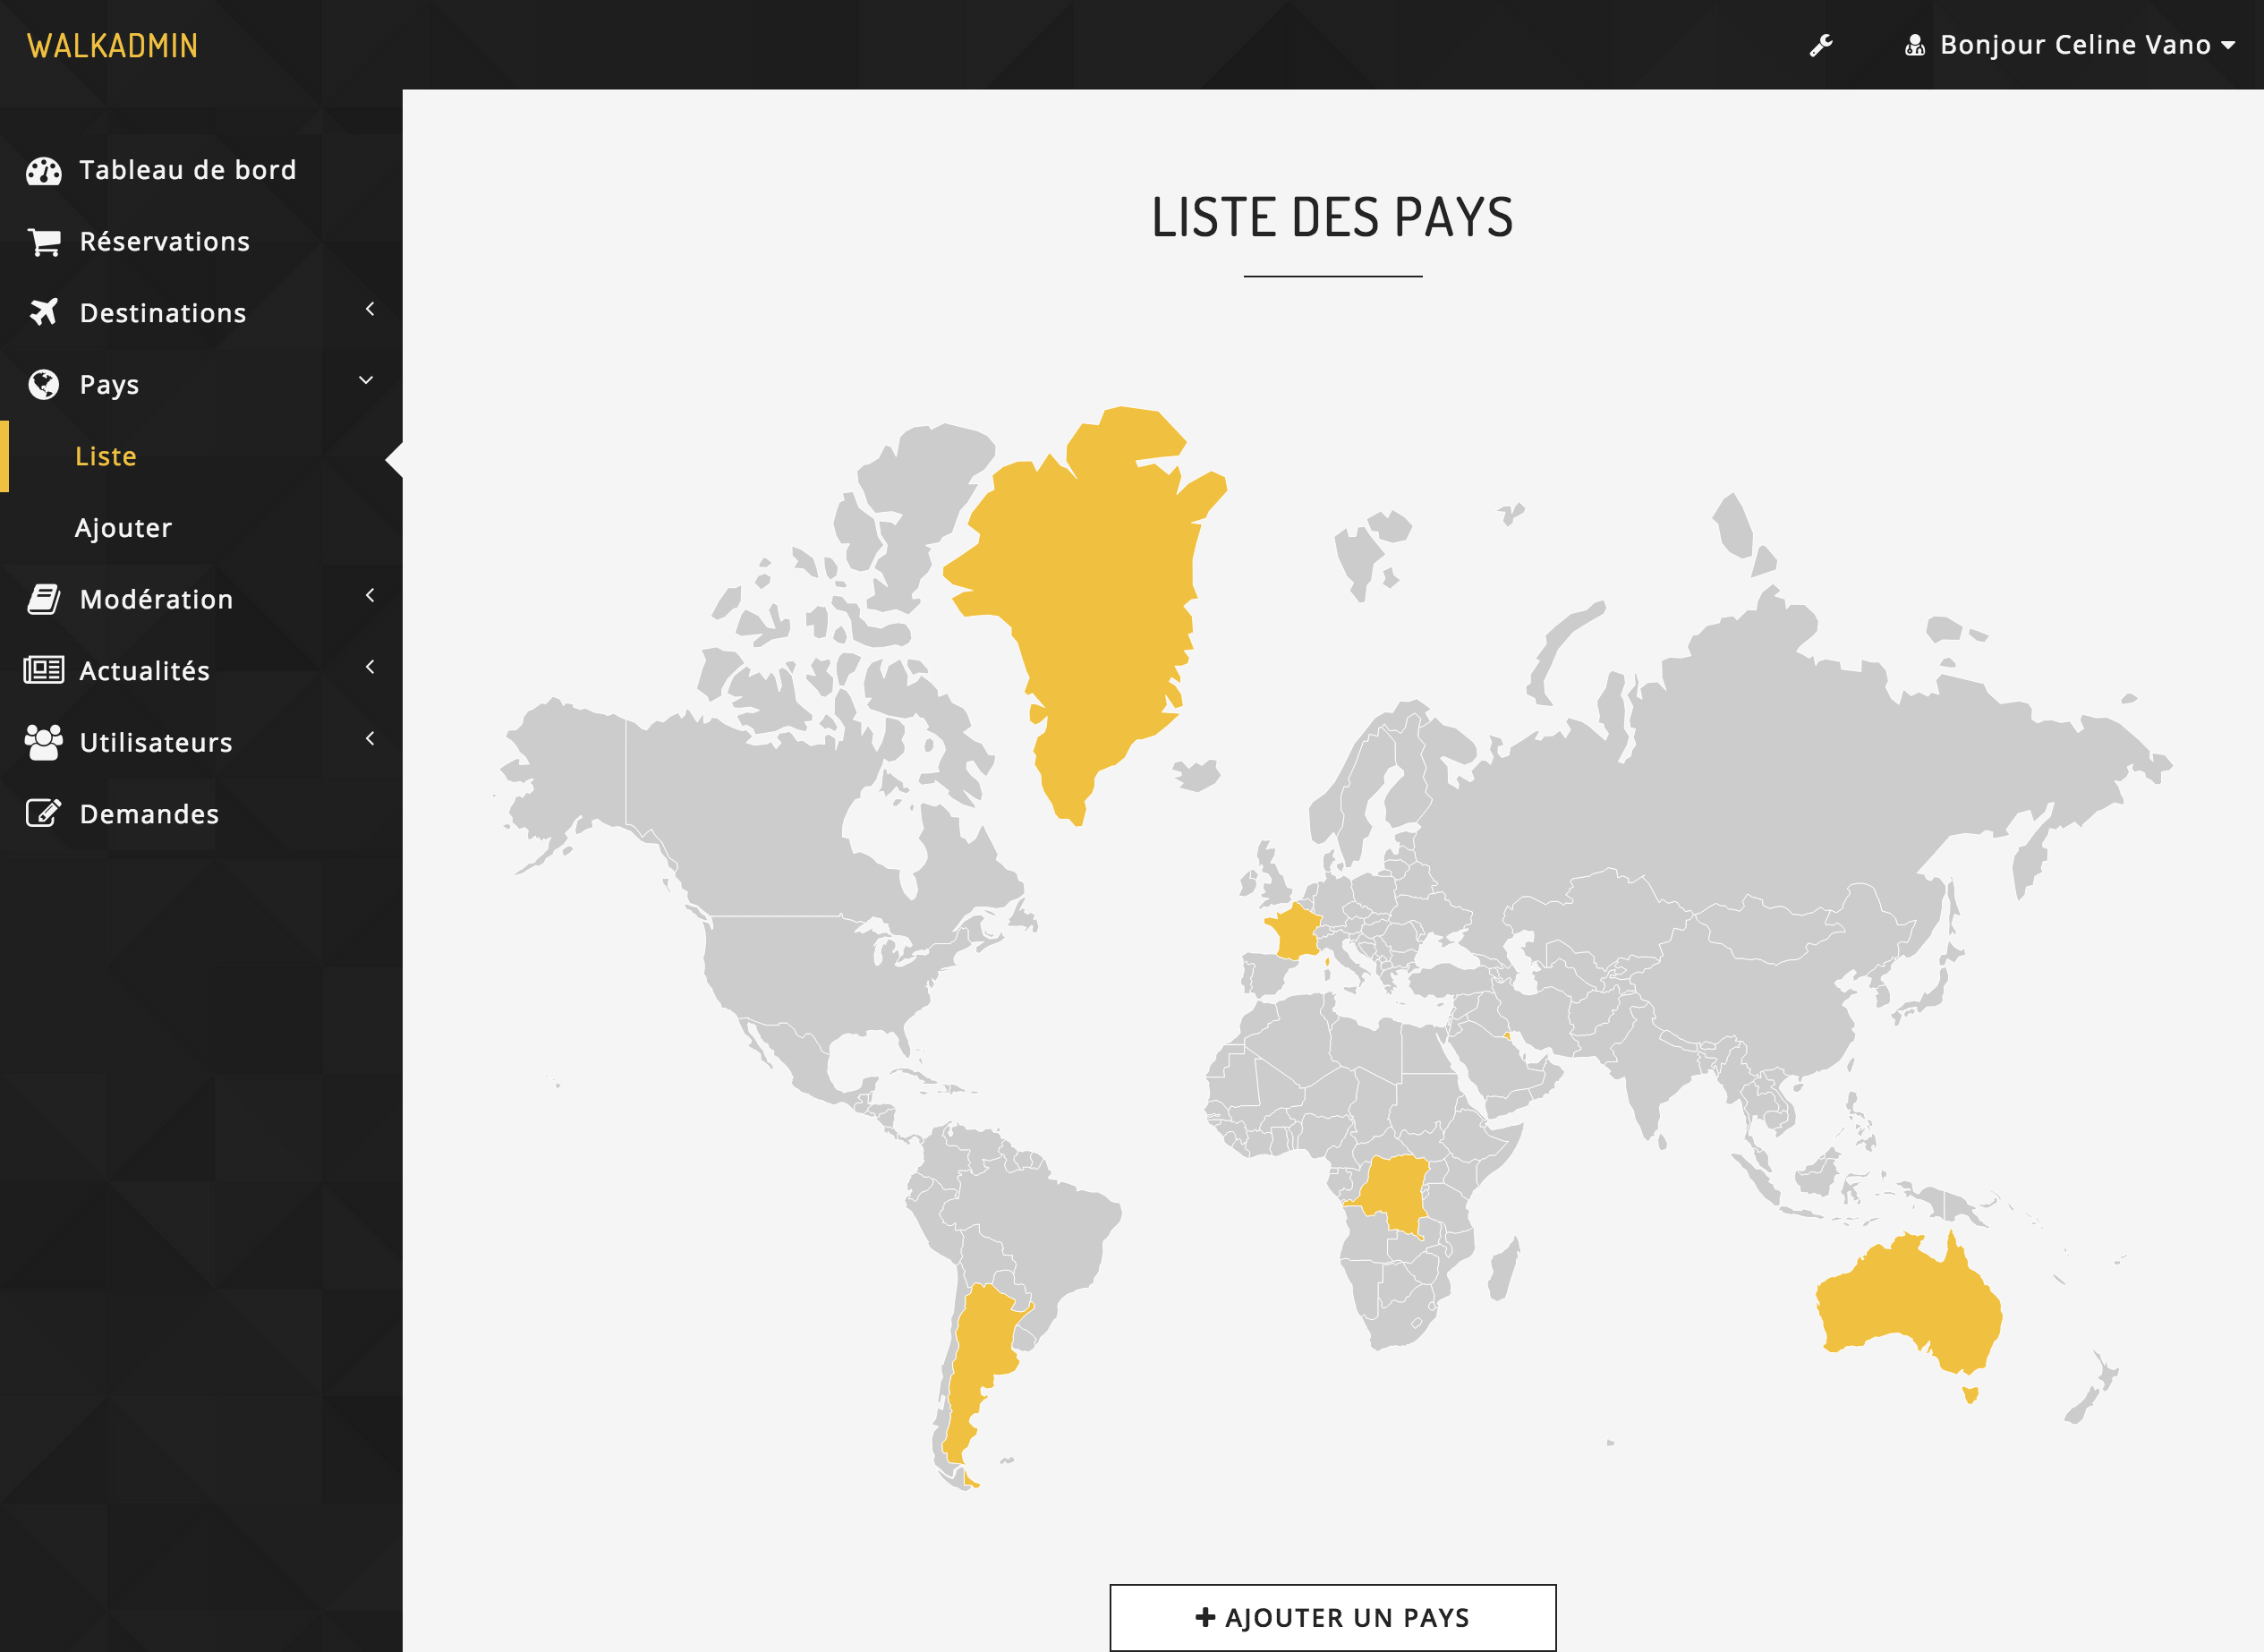 WALKADMIN
Bonjour Celine Vano
Tableau de bord
Réservations
Destinations
Pays
Liste
Ajouter
Modération
Actualités
Utilisateurs
Demandes
LISTE DES PAYS
AJOUTER UN PAYS